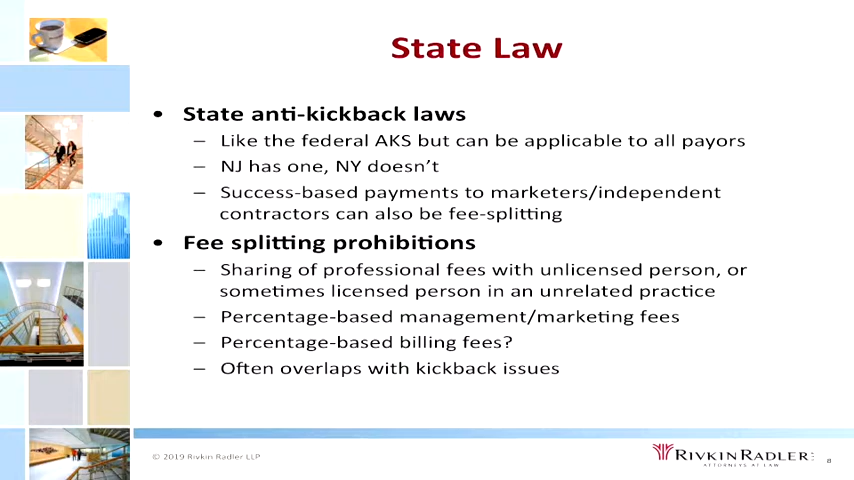 State Law
• State anti-kickback laws
– Like the federal AKS but can be applicable to all payors
– NJ has one, NY doesn't
– Success-based payments to marketers/independent
contractors can also be fee-splitting
• Fee splitting prohibitions
– Sharing of professional fees with unlicensed person, or
sometimes licensed person in an unrelated practice
– Percentage-based management/marketing fees
– Percentage-based billing fees?
– Often overlaps with kickback issues
© 2019 Rivkin Radler LLP
RIVKINRADLER
ATTORNEYS AT LAW
8